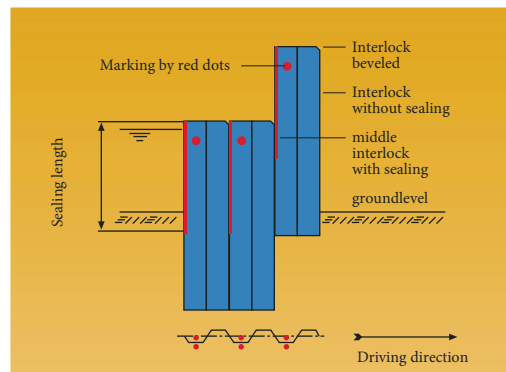 Marking by red dots
Interlock
beveled
Interlock
without sealing
middle
interlock
with sealing
Sealing length
groundlevel
Driving direction